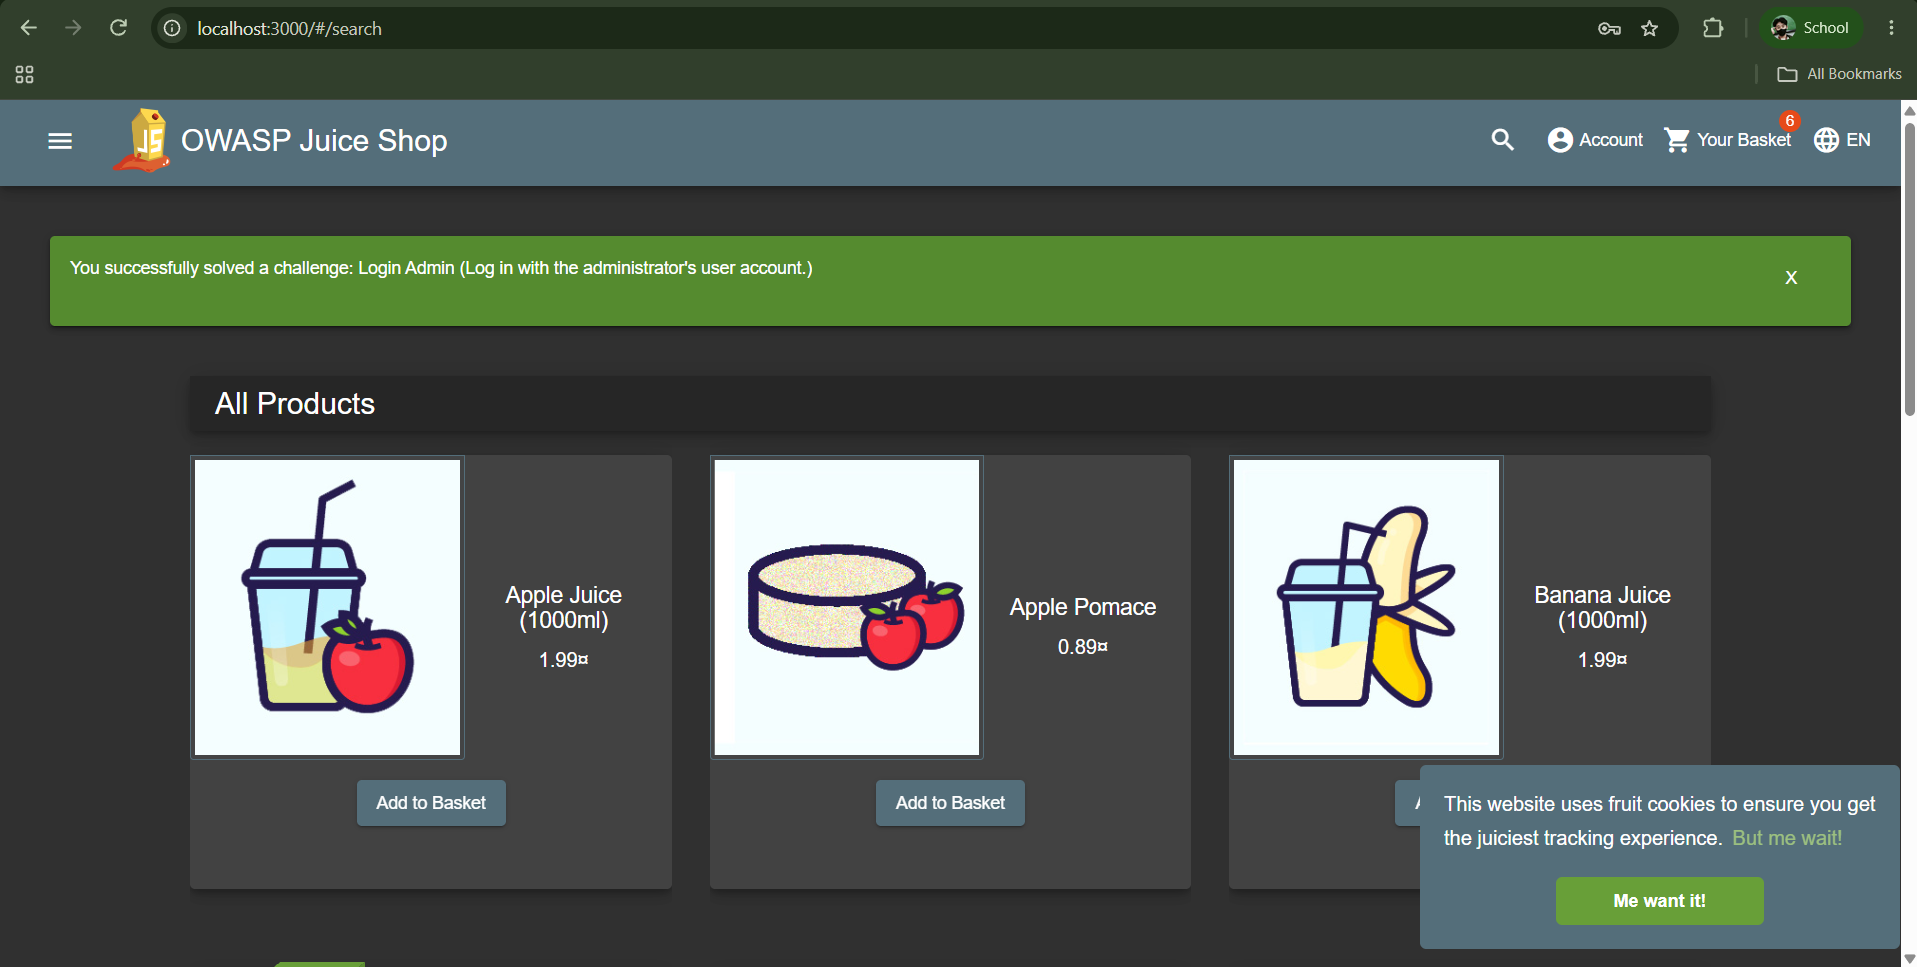 localhost:3000/#/search
School
All Bookmarks
JS
OWASP Juice Shop
Account
Your Basket
6
EN
You successfully solved a challenge: Login Admin (Log in with the administrator's user account.)
X
All Products
Apple Juice
(1000ml)
1.99¤
Add to Basket
Apple Pomace
0.89¤
Add to Basket
Banana Juice
(1000ml)
1.99¤
This website uses fruit cookies to ensure you get
the juiciest tracking experience. But me wait!
Me want it!